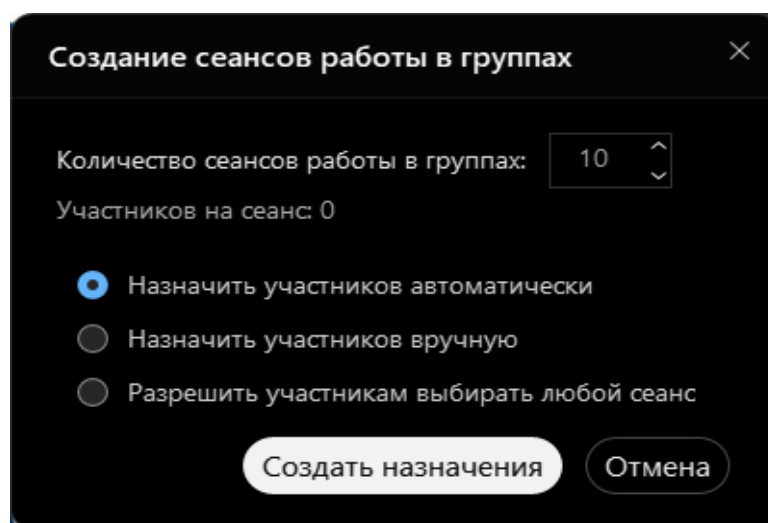 Создание сеансов работы в группах
Количество сеансов работы в группах: 10
Участников на сеанс: 0
Назначить участников автоматически
Назначить участников вручную
Разрешить участникам выбирать любой сеанс
Создать назначения Отмена